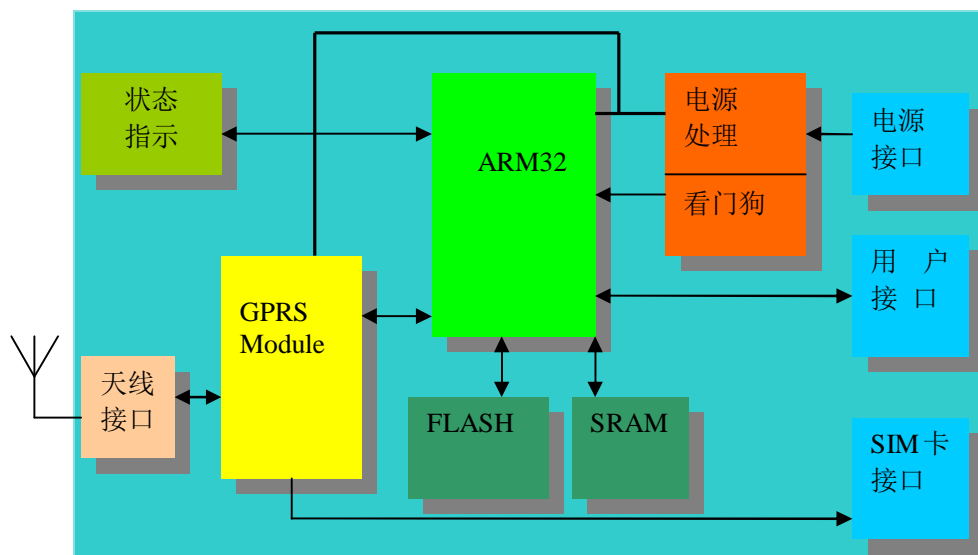 状态
指示
ARM32
电源
处理
看门狗
电源
接口
用 户
接 口
GPRS
Module
天线
接口
FLASH
SRAM
SIM卡
接口